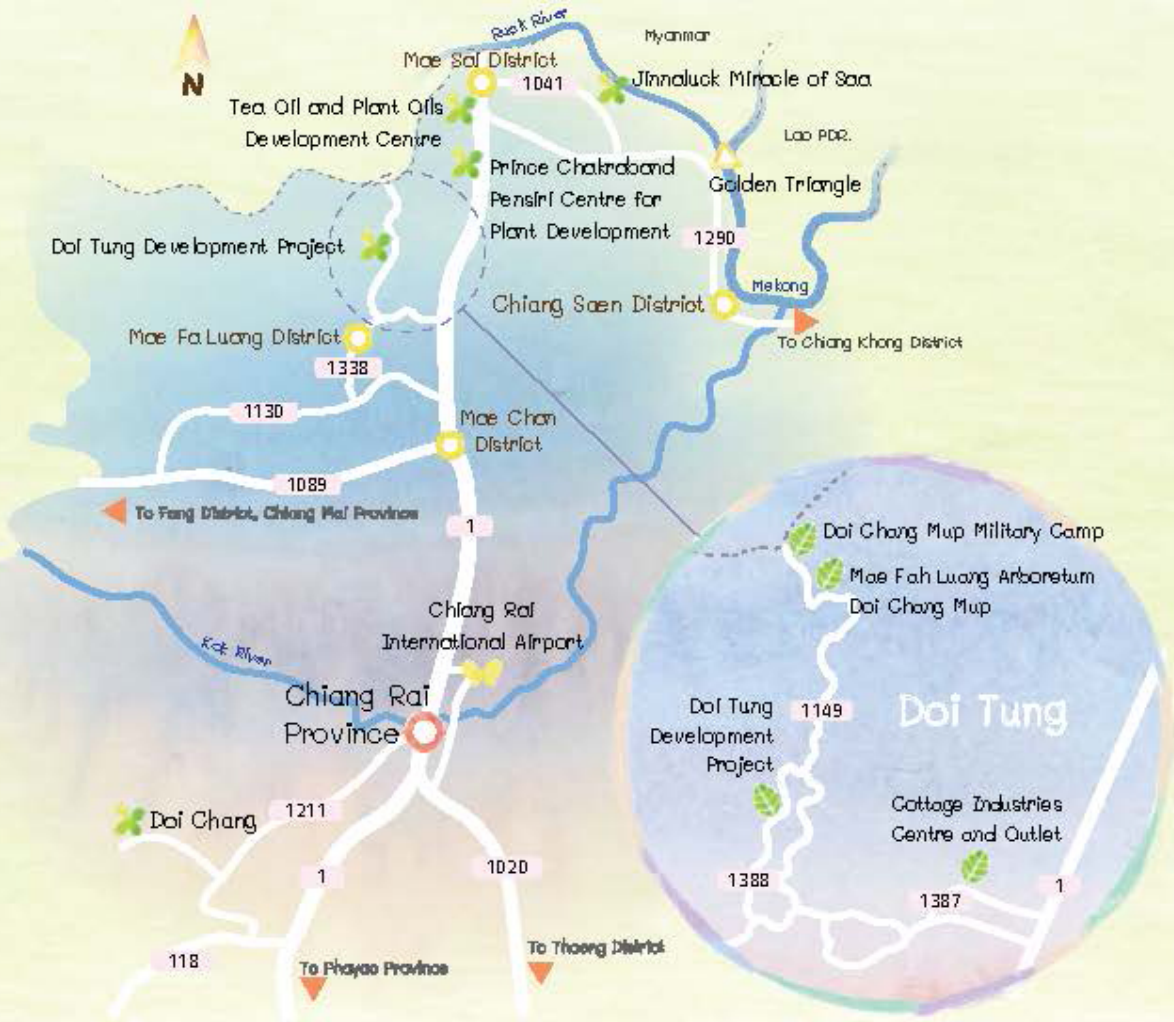 Ruak River
Myanmar
N
Mae Sai District
1041
Jinnaluck Miracle of Saa
Tea Oil and Plant Oils
Development Centre
Lao PDR.
Prince Chakraband
Pensiri Centre for
Plant Development
Golden Triangle
Doi Tung Development Project
1290
Mekong
Chiang Saen District
Mae Fa Luang District
To Chiang Khong District
1338
1130
Mae Chan
District
1089
To Fang District, Chiang Mai Province
1
Doi Chang Mup Military Camp
Mae Fah Luang Arboretum
Doi Chang Mup
Chiang Rai
International Airport
Kok River
Chiang Rai
Province
Doi Tung
Development
Project
1149
Doi Tung
Doi Chang
1211
Cottage Industries
Centre and Outlet
1
1020
1388
1387
1
118
To Phayao Province
To Thoeng District